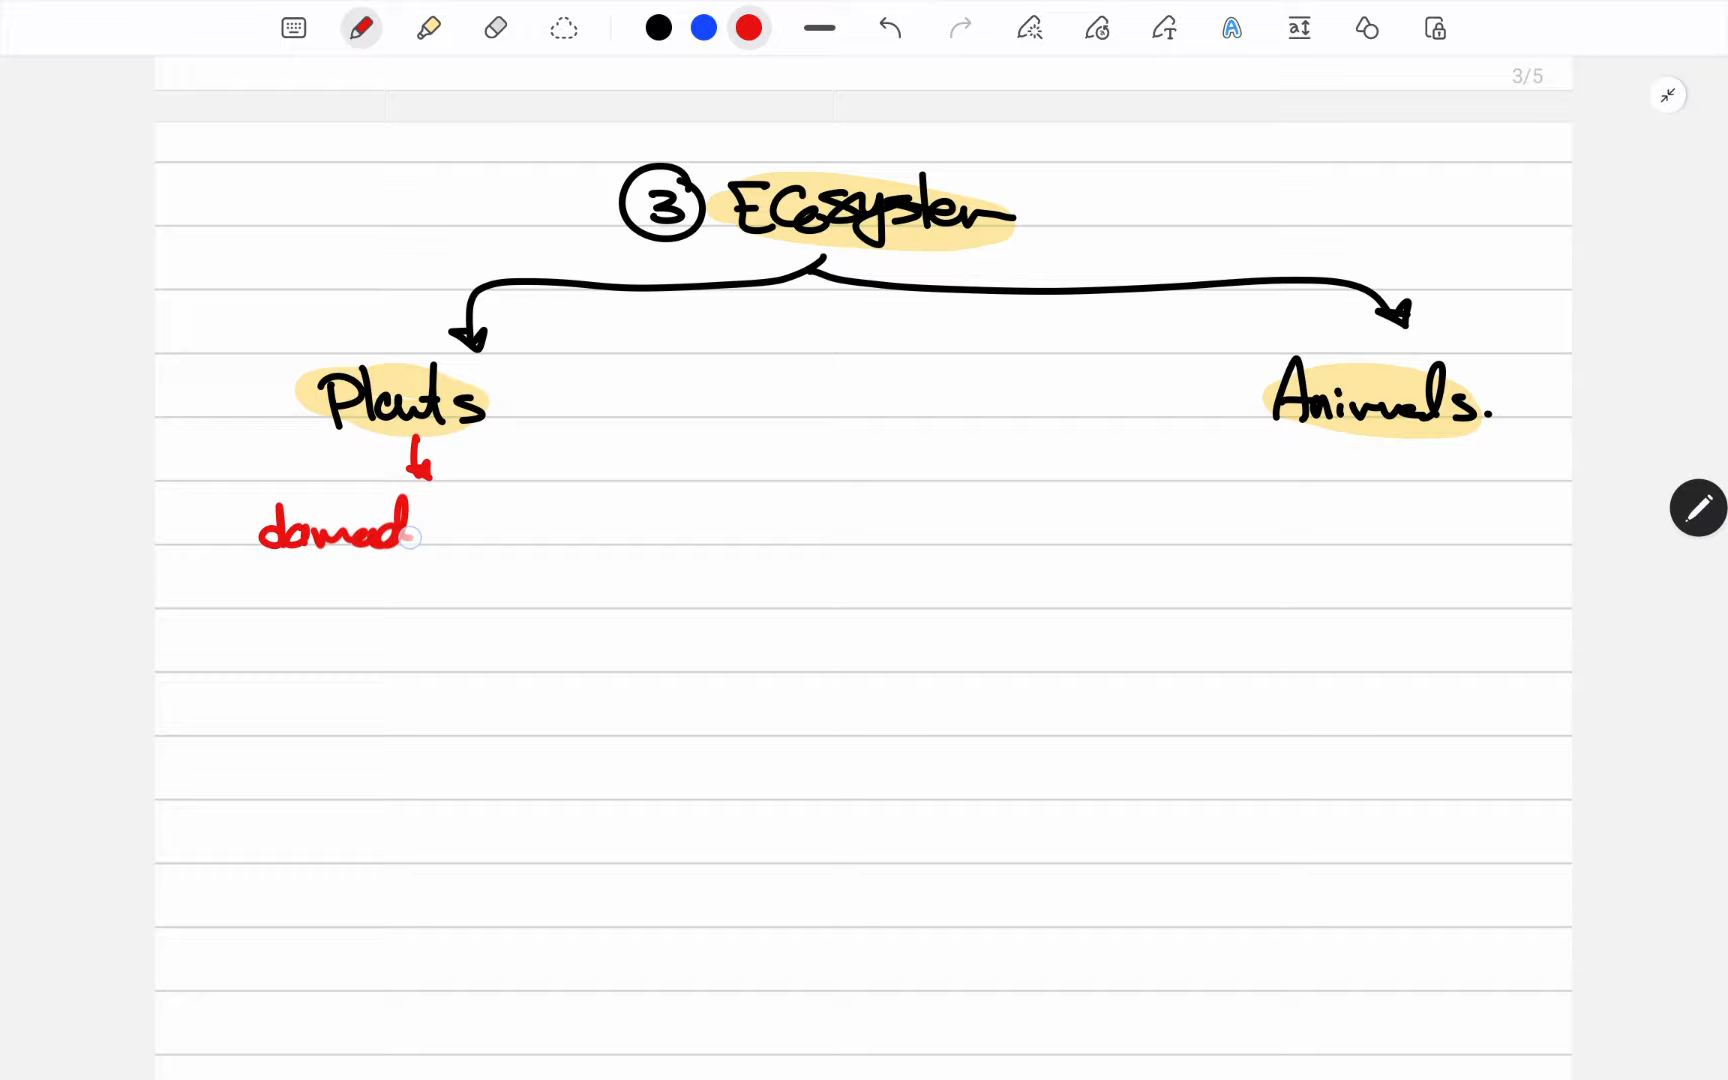 3/5
③ Ecosystem
Plants Animals.
damad